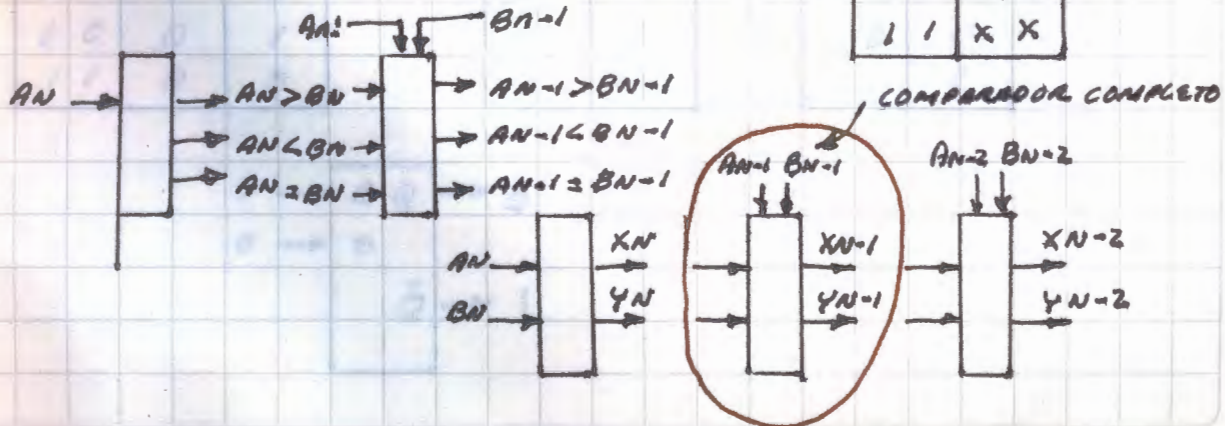 1 1 X X
An-1 Bn-1
AN AN>BN AN-1>BN-1
AN<BN AN-1<BN-1
AN=BN AN-1=BN-1
COMPARADOR COMPLETO
AN-1 BN-1 AN-2 BN-2
AN XN XN-1 XN-2
BN YN YN-1 YN-2